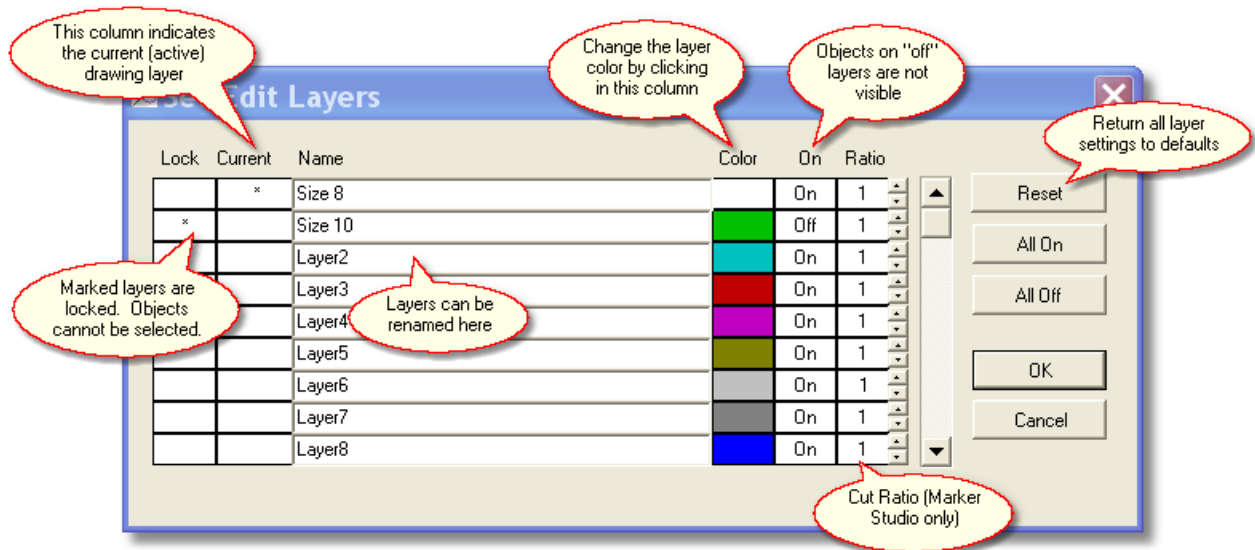 This column indicates
the current (active)
drawing layer
Change the layer
color by clicking
in this column
Objects on "off"
layers are not
visible
Edit Layers
Return all layer
settings to defaults
Lock Current Name Color On Ratio
* Size 8 On 1 Reset
* Size 10 Off 1
Layer2 On 1 All On
Marked layers are
locked. Objects
cannot be selected.
Layer3 On 1 All Off
Layers can be
renamed here
Layer4 On 1
Layer5 On 1
Layer6 On 1 OK
Layer7 On 1 Cancel
Layer8 On 1
Cut Ratio (Marker
Studio only)